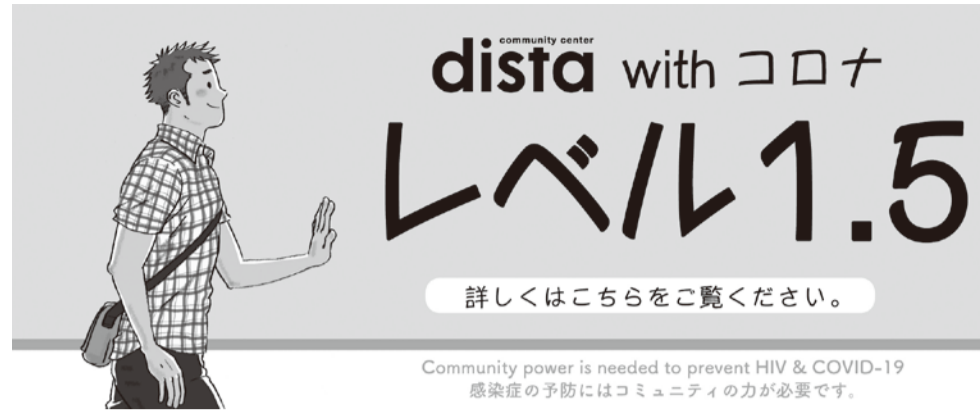 community center
dista with コロナ
レベル1.5
詳しくはこちらをご覧ください。
Community power is needed to prevent HIV & COVID-19
感染症の予防にはコミュニティの力が必要です。